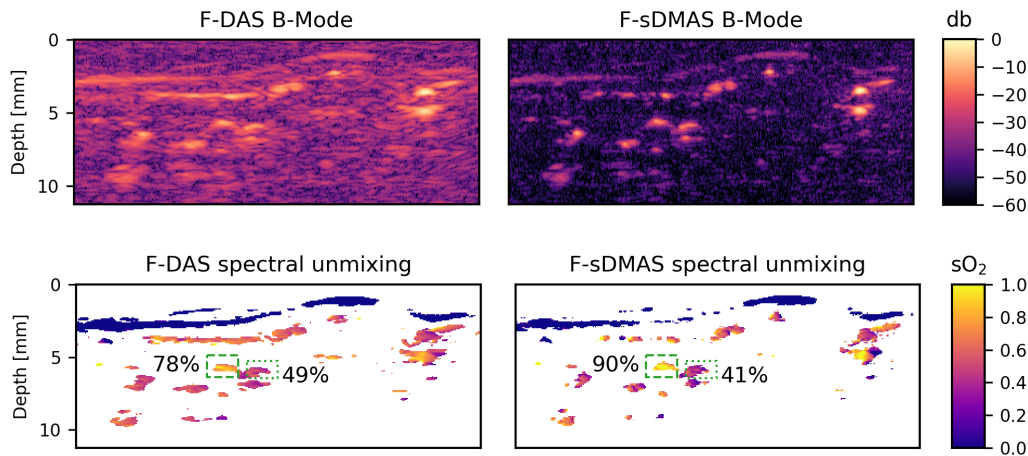 F-DAS B-Mode
F-sDMAS B-Mode
db
Depth [mm]
0
5
10
0
−10
−20
−30
−40
−50
−60
F-DAS spectral unmixing
F-sDMAS spectral unmixing
sO₂
Depth [mm]
0
5
10
78%
49%
90%
41%
1.0
0.8
0.6
0.4
0.2
0.0